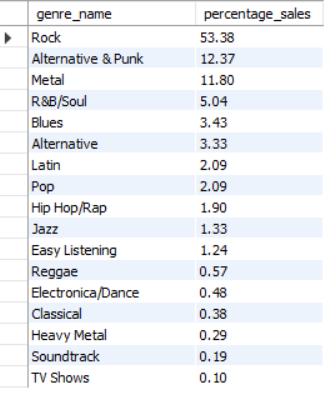 genre_name percentage_sales
Rock 53.38
Alternative & Punk 12.37
Metal 11.80
R&B/Soul 5.04
Blues 3.43
Alternative 3.33
Latin 2.09
Pop 2.09
Hip Hop/Rap 1.90
Jazz 1.33
Easy Listening 1.24
Reggae 0.57
Electronica/Dance 0.48
Classical 0.38
Heavy Metal 0.29
Soundtrack 0.19
TV Shows 0.10